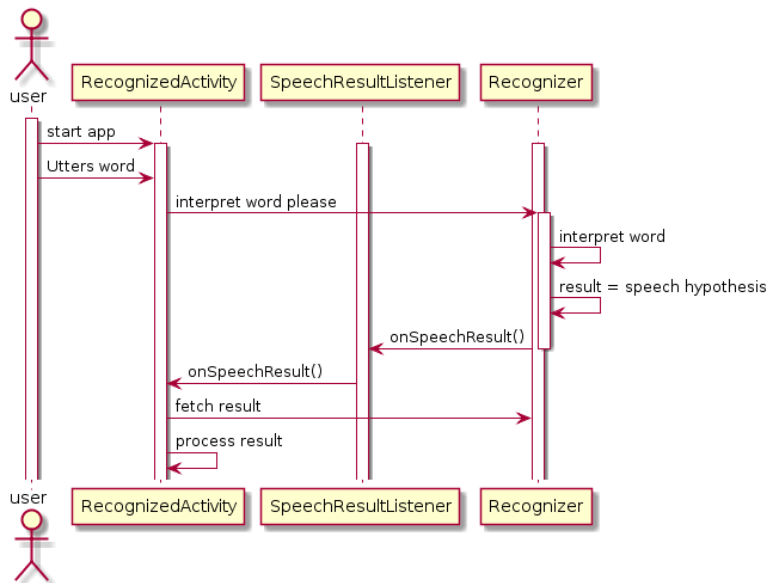 user
RecognizedActivity
SpeechResultListener
Recognizer
start app
Utters word
interpret word please
interpret word
result = speech hypothesis
onSpeechResult()
onSpeechResult()
fetch result
process result
user
RecognizedActivity
SpeechResultListener
Recognizer